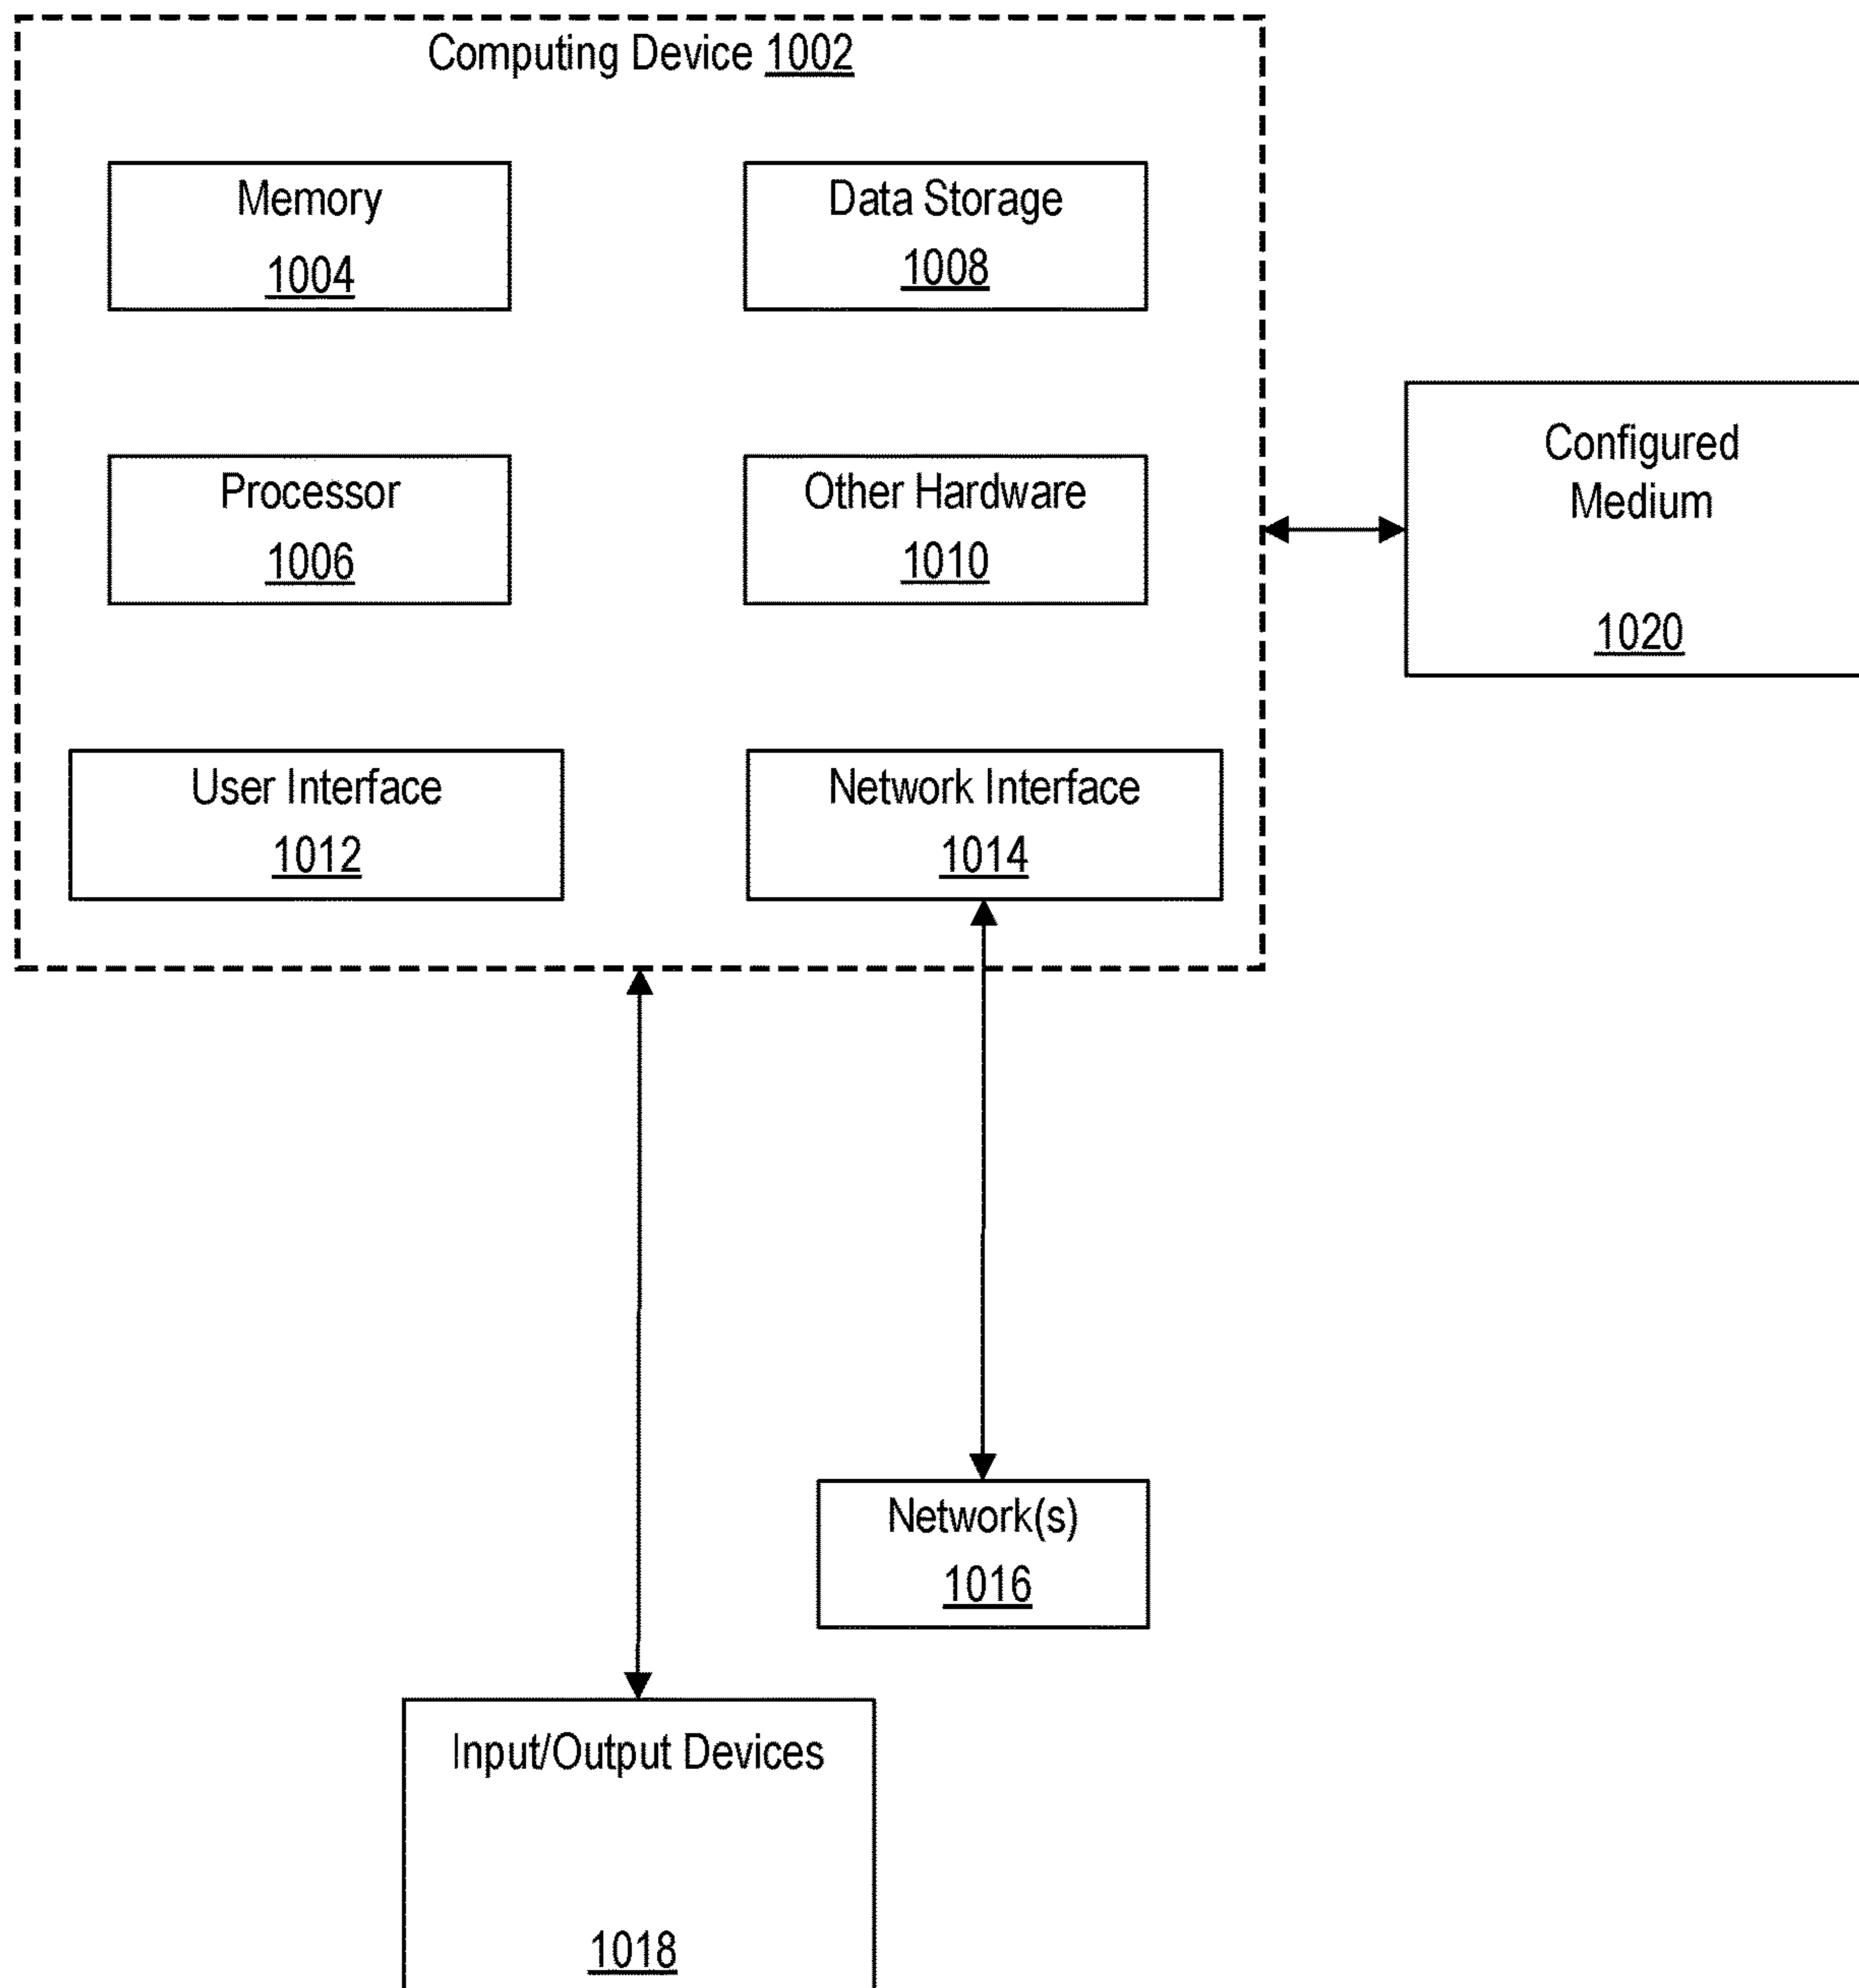 Computing Device 1002
Memory
1004
Data Storage
1008
Processor
1006
Other Hardware
1010
Configured
Medium
1020
User Interface
1012
Network Interface
1014
Network(s)
1016
Input/Output Devices
1018